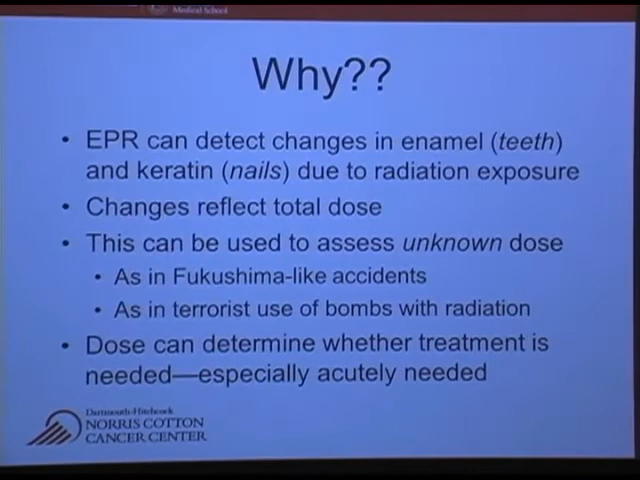 Medical School
Why??
• EPR can detect changes in enamel (teeth)
and keratin (nails) due to radiation exposure
• Changes reflect total dose
• This can be used to assess unknown dose
• As in Fukushima-like accidents
• As in terrorist use of bombs with radiation
• Dose can determine whether treatment is
needed—especially acutely needed
Dartmouth-Hitchcock
NORRIS COTTON
CANCER CENTER